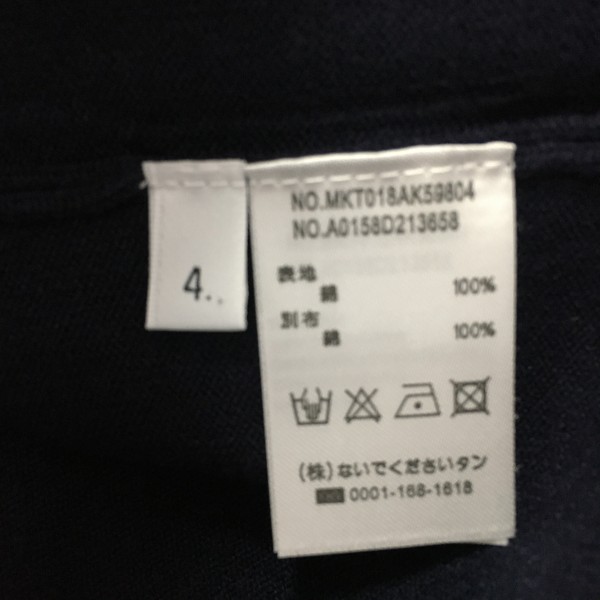 4..
NO.MKT018AK59804
NO.A0158D213658
表地
綿 100%
別布
綿 100%
(株)ないでくださいタン
0001-168-1618